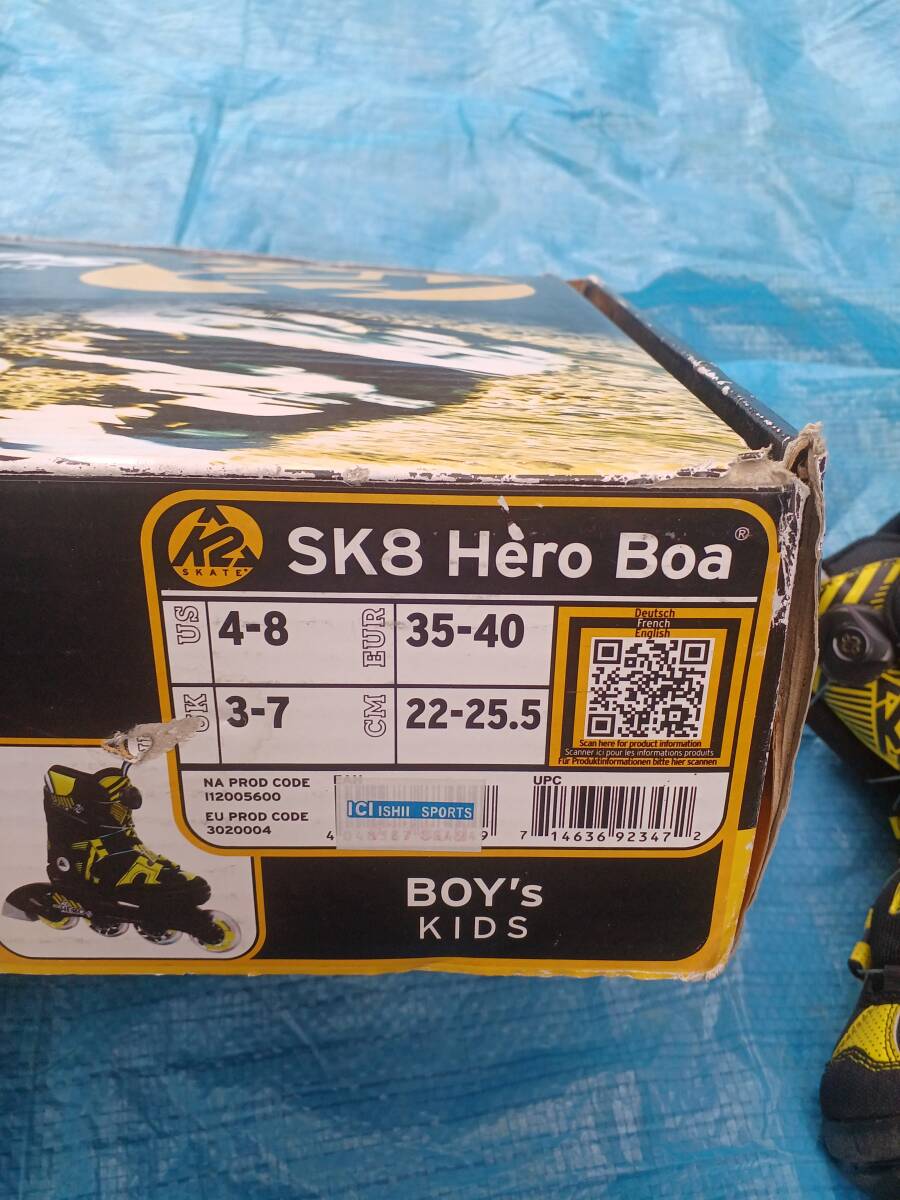 K2
SKATE
SK8 Hero Boa®
US 4-8 EUR 35-40
UK 3-7 CM 22-25.5
Deutsch
French
English
Scan here for product information
Scanner ici pour les informations produits
Für Produktinformationen bitte hier scannen
NA PROD CODE
I12005600
EU PROD CODE
3020004
EAN
ICI ISHII SPORTS
UPC
7 14636 92347 2
BOY's
KIDS